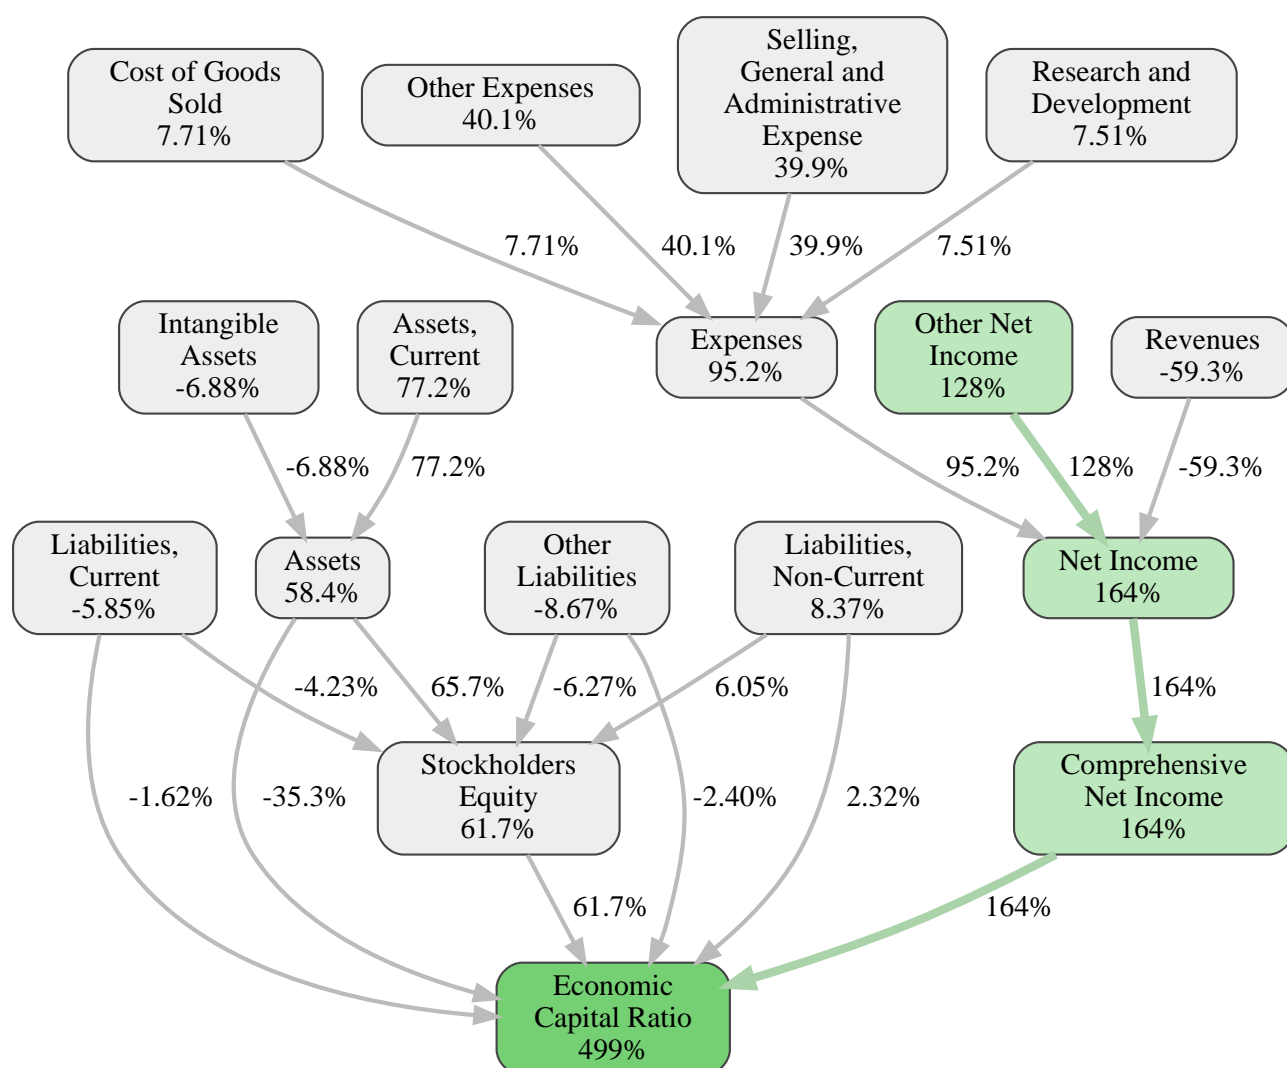 Cost of Goods
Sold
7.71%
Other Expenses
40.1%
Selling,
General and
Administrative
Expense
39.9%
Research and
Development
7.51%
7.71%
40.1%
39.9%
7.51%
Intangible
Assets
-6.88%
Assets,
Current
77.2%
Expenses
95.2%
Other Net
Income
128%
Revenues
-59.3%
-6.88%
77.2%
95.2%
128%
-59.3%
Liabilities,
Current
-5.85%
Assets
58.4%
Other
Liabilities
-8.67%
Liabilities,
Non-Current
8.37%
Net Income
164%
-4.23%
65.7%
-6.27%
6.05%
164%
-1.62%
-35.3%
Stockholders
Equity
61.7%
-2.40%
2.32%
Comprehensive
Net Income
164%
61.7%
164%
Economic
Capital Ratio
499%